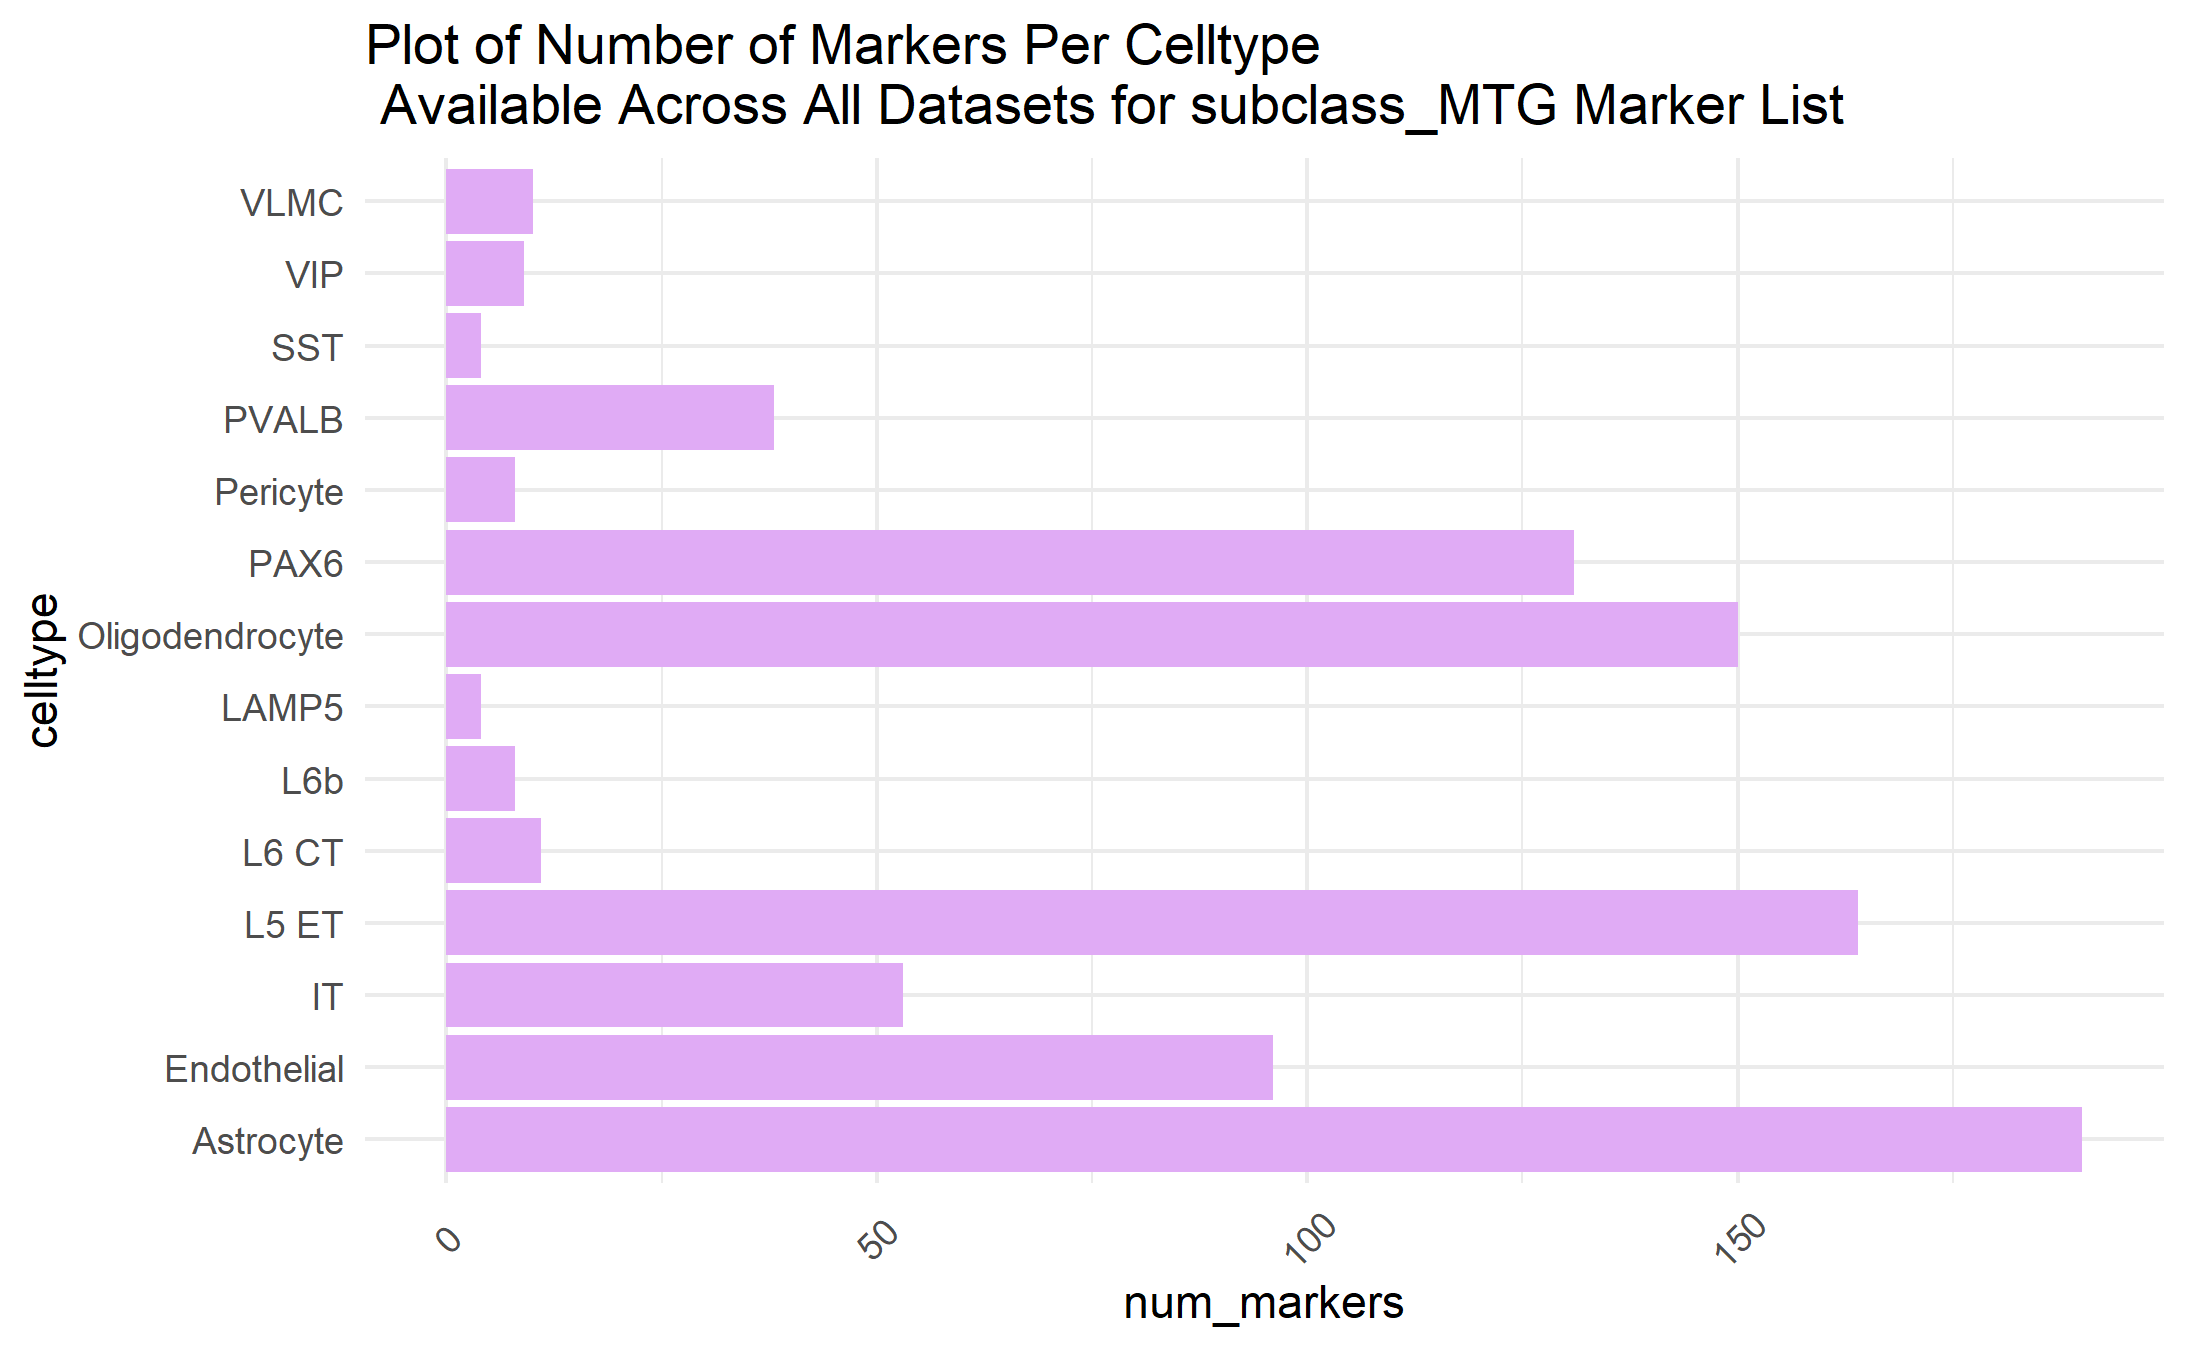 Plot of Number of Markers Per Celltype
Available Across All Datasets for subclass_MTG Marker List
VLMC
VIP
SST
PVALB
Pericyte
PAX6
Oligodendrocyte
LAMP5
L6b
L6 CT
L5 ET
IT
Endothelial
Astrocyte
celltype
0
50
100
150
num_markers